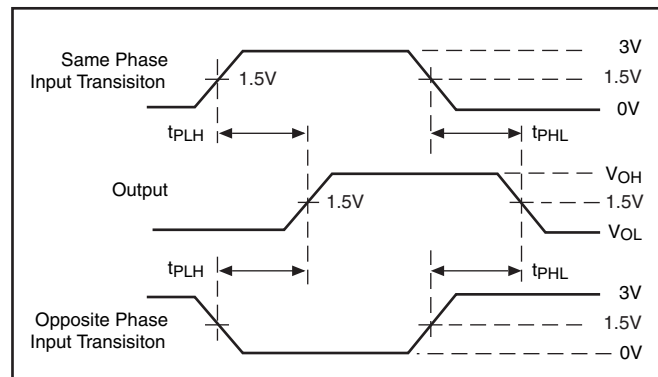 Same Phase
Input Transisiton
1.5V
3V
1.5V
0V
tPLH
tPHL
Output
1.5V
VOH
1.5V
VOL
tPLH
tPHL
Opposite Phase
Input Transisiton
3V
1.5V
0V